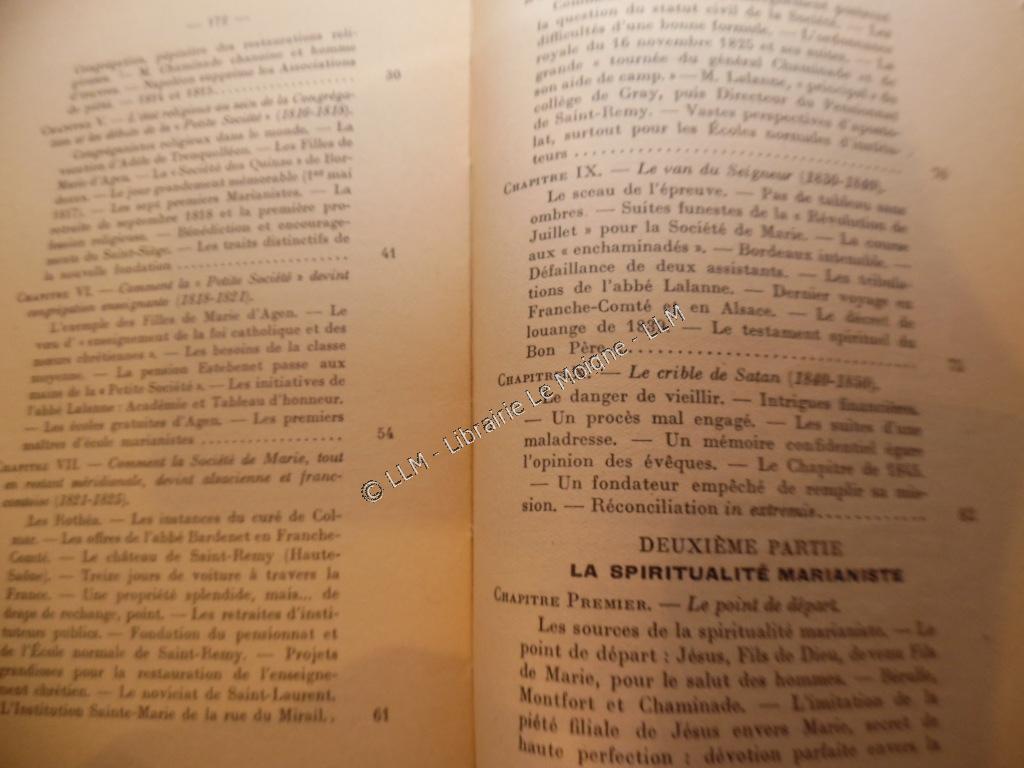 — 172 —
Congrégation, pépinière des restaurations reli-
gieuses. — M. Chaminade chanoine et homme
d'œuvres. — Napoléon supprime les Associations
de piété. — 1814 et 1815 30
CHAPITRE V. — L'état religieux au sein de la Congréga-
tion et les débuts de la « Petite Société » (1816-1818).
Congréganistes religieux dans le monde. — La
vocation d'Adèle de Trenquelléon. — Les Filles de
Marie d'Agen. — La « Société des Quinze » de Bor-
deaux. — Le jour grandement mémorable (1er mai
1817). — Les sept premiers Marianistes. — La
retraite de septembre 1818 et la première pro-
fession religieuse. — Bénédiction et encourage-
ments du Saint-Siège. — Les traits distinctifs de
la nouvelle fondation 41
CHAPITRE VI. — Comment la « Petite Société » devint
congrégation enseignante (1818-1821).
L'exemple des Filles de Marie d'Agen. — Le
vœu d'« enseignement de la foi catholique et des
mœurs chrétiennes ». — Les besoins de la classe
moyenne. — La pension Estebenet passe aux
mains de la « Petite Société ». — Les initiatives de
l'abbé Lalanne : Académie et Tableau d'honneur.
— Les écoles gratuites d'Agen. — Les premiers
maîtres d'école marianistes 54
CHAPITRE VII. — Comment la Société de Marie, tout
en restant méridionale, devint alsacienne et franc-
comtoise (1821-1825).
Les Rothéa. — Les instances du curé de Col-
mar. — Les offres de l'abbé Bardenet en Franche-
Comté. — Le château de Saint-Remy (Haute-
Saône). — Treize jours de voiture à travers la
France. — Une propriété splendide, mais... de
draps de rechange, point. — Les retraites d'insti-
tuteurs publics. — Fondation du pensionnat et
de l'École normale de Saint-Remy. — Projets
grandioses pour la restauration de l'enseigne-
ment chrétien. — Le noviciat de Saint-Laurent.
L'Institution Sainte-Marie de la rue du Mirail. 61
la question du statut civil de la Société. — Les
difficultés d'une bonne formule. — L'ordonnance
royale du 16 novembre 1825 et ses suites. — La
grande « tournée du général Chaminade et de
son aide de camp. » — M. Lalanne, « principal » du
collège de Gray, puis Directeur du Pensionnat
de Saint-Remy. — Vastes perspectives d'aposto-
lat, surtout pour les Écoles normales d'institu-
teurs 70
CHAPITRE IX. — Le van du Seigneur (1830-1840).
Le sceau de l'épreuve. — Pas de tableau sans
ombres. — Suites funestes de la « Révolution de
Juillet » pour la Société de Marie. — La course
aux « enchaminadés ». — Bordeaux intenable. —
Défaillance de deux assistants. — Les tribula-
tions de l'abbé Lalanne. — Dernier voyage en
Franche-Comté et en Alsace. — Le décret de
louange de — Le testament spirituel du
Bon Père
CHAPITRE — Le crible de Satan (1840-1850).
Le danger de vieillir. — Intrigues financières.
— Un procès mal engagé. — Les suites d'une
maladresse. — Un mémoire confidentiel égare
l'opinion des évêques. — Le Chapitre de 1845.
— Un fondateur empêché de remplir sa mis-
sion. — Réconciliation in extremis 82
DEUXIÈME PARTIE
LA SPIRITUALITÉ MARIANISTE
CHAPITRE PREMIER. — Le point de départ.
Les sources de la spiritualité marianiste. — Le
point de départ : Jésus, Fils de Dieu, devenu Fils
de Marie, pour le salut des hommes. — Bérulle,
Montfort et Chaminade. — L'imitation de la
piété filiale de Jésus envers Marie, secret de
haute perfection : dévotion parfaite envers la
© LLM - Librairie Le Moigne - LLM